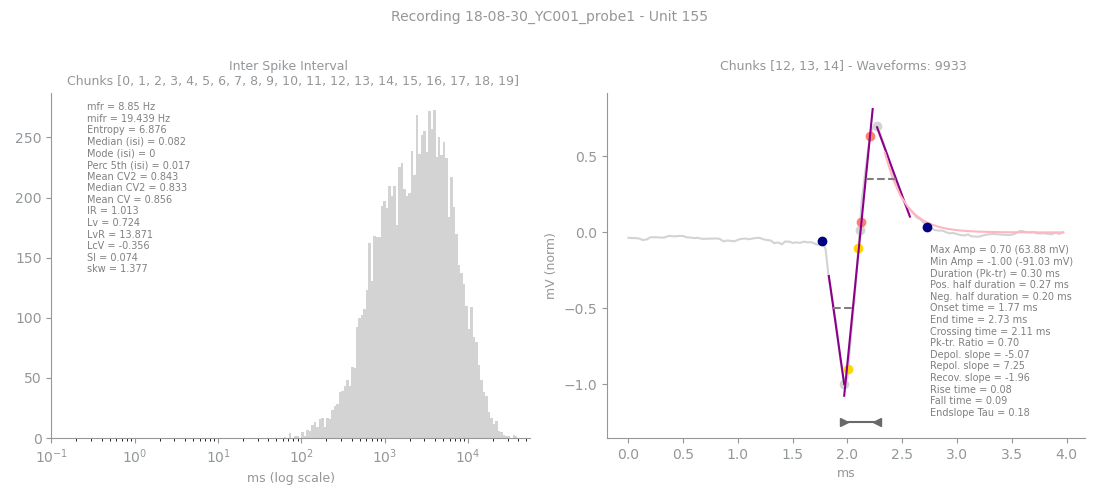 Recording 18-08-30_YC001_probe1 - Unit 155
Inter Spike Interval
Chunks [0, 1, 2, 3, 4, 5, 6, 7, 8, 9, 10, 11, 12, 13, 14, 15, 16, 17, 18, 19]
mfr = 8.85 Hz
mifr = 19.439 Hz
Entropy = 6.876
Median (isi) = 0.082
Mode (isi) = 0
Perc 5th (isi) = 0.017
Mean CV2 = 0.843
Median CV2 = 0.833
Mean CV = 0.856
IR = 1.013
Lv = 0.724
LvR = 13.871
LcV = -0.356
SI = 0.074
skw = 1.377
250
200
150
100
50
0
10⁻¹ 10⁰ 10¹ 10² 10³ 10⁴
ms (log scale)
Chunks [12, 13, 14] - Waveforms: 9933
mV (norm)
0.5
0.0
−0.5
−1.0
Max Amp = 0.70 (63.88 mV)
Min Amp = -1.00 (-91.03 mV)
Duration (Pk-tr) = 0.30 ms
Pos. half duration = 0.27 ms
Neg. half duration = 0.20 ms
Onset time = 1.77 ms
End time = 2.73 ms
Crossing time = 2.11 ms
Pk-tr. Ratio = 0.70
Depol. slope = -5.07
Repol. slope = 7.25
Recov. slope = -1.96
Rise time = 0.08
Fall time = 0.09
Endslope Tau = 0.18
0.0 0.5 1.0 1.5 2.0 2.5 3.0 3.5 4.0
ms